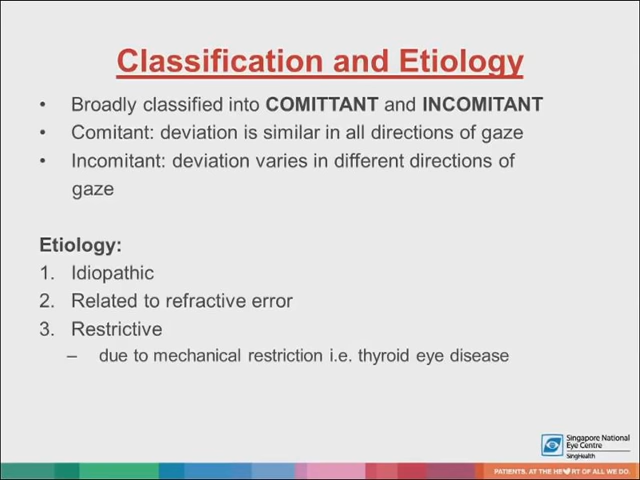 Classification and Etiology
• Broadly classified into COMITTANT and INCOMITANT
• Comitant: deviation is similar in all directions of gaze
• Incomitant: deviation varies in different directions of
gaze
Etiology:
1. Idiopathic
2. Related to refractive error
3. Restrictive
– due to mechanical restriction i.e. thyroid eye disease
Singapore National
Eye Centre
SingHealth
PATIENTS. AT THE HE♥RT OF ALL WE DO.